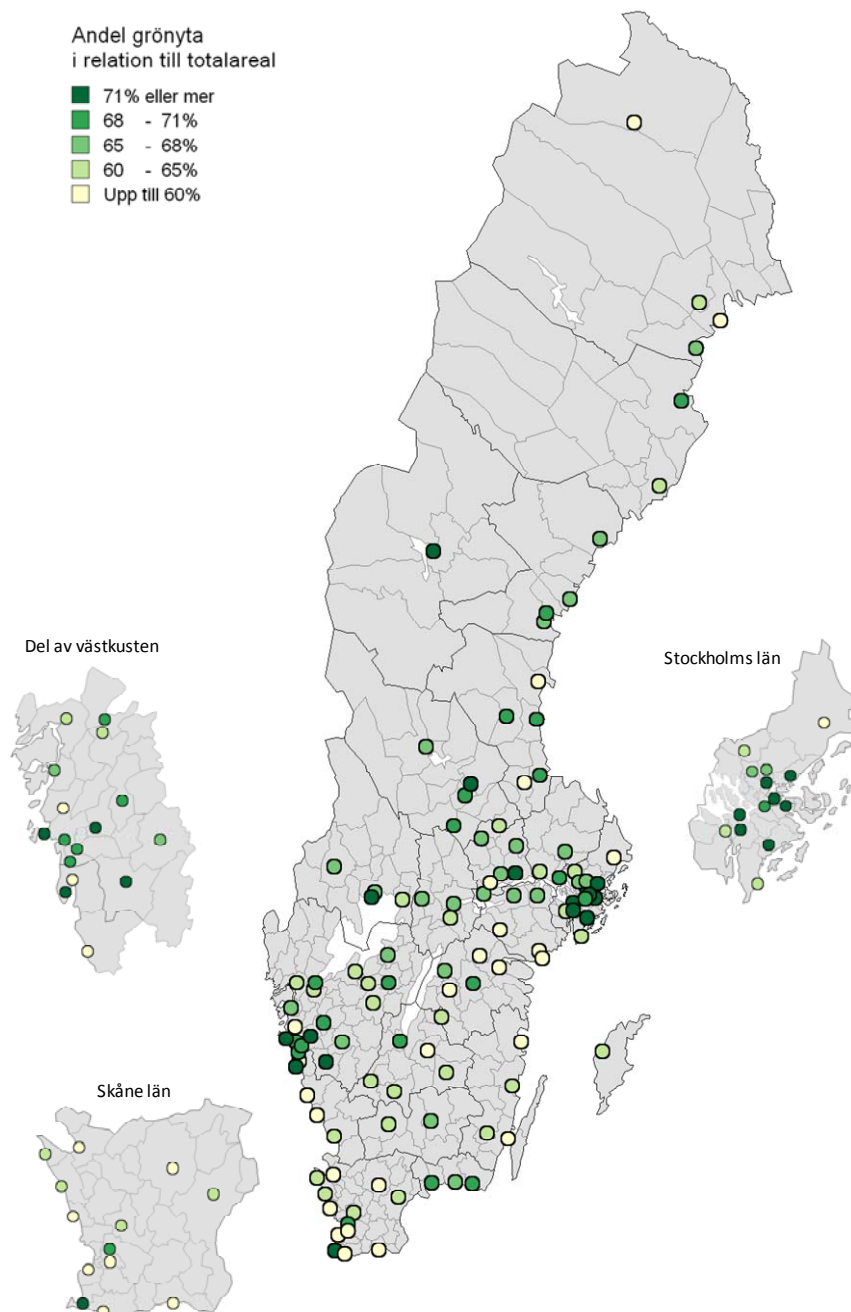 Andel grönyta
i relation till totalareal
71% eller mer
68 - 71%
65 - 68%
60 - 65%
Upp till 60%
Del av västkusten
Stockholms län
Skåne län